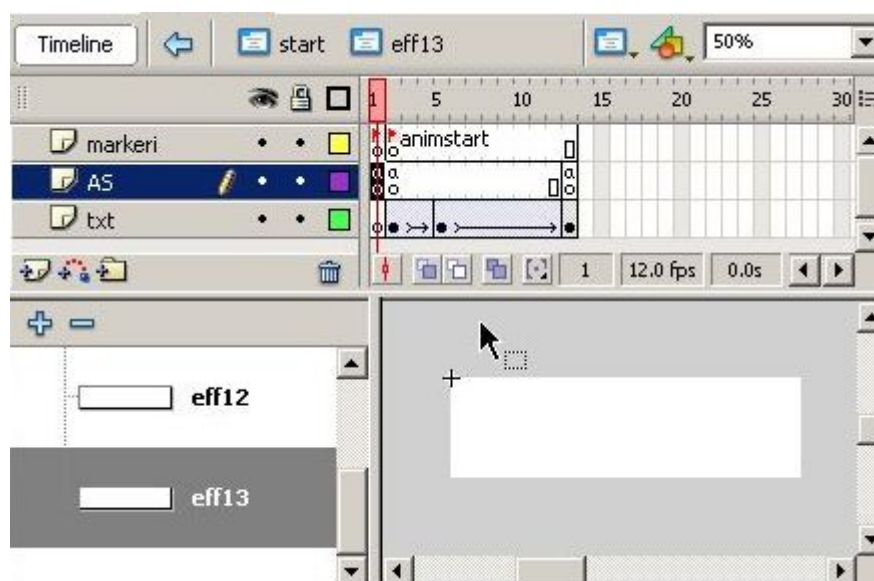 Timeline start eff13 50%
1 5 10 15 20 25 30
markeri animstart
AS a a a
txt
1 12.0 fps 0.0s
eff12
eff13